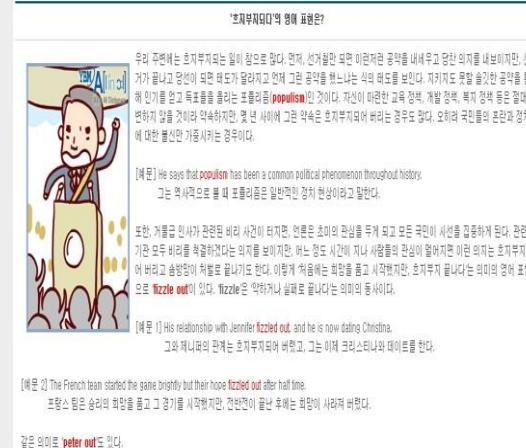 '흐지부지되다'의 영어 표현은?
YBM All in all
우리 주변에는 흐지부지되는 일이 참으로 많다. 먼저, 선거철만 되면 이런저런 공약을 내세우고 당찬 의지를 내보이지만, 선
거가 끝나고 당선이 되면 태도가 달라지고 언제 그런 공약을 했느냐는 식의 태도를 보인다. 지키지도 못할 솔깃한 공약을 통
해 인기를 얻고 득표율을 올리는 포퓰리즘(populism)인 것이다. 자신이 마련한 교육 정책, 개발 정책, 복지 정책 등은 절대
변하지 않을 것이라 약속하지만, 몇 년 사이에 그런 약속은 흐지부지되어 버리는 경우도 많다. 오히려 국민들의 혼란과 정치
에 대한 불신만 가중시키는 경우이다.
[예문] He says that populism has been a common political phenomenon throughout history.
그는 역사적으로 볼 때 포퓰리즘은 일반적인 정치 현상이라고 말한다.
또한, 거물급 인사가 관련된 비리 사건이 터지면, 언론은 초미의 관심을 두게 되고 모든 국민이 시선을 집중하게 된다. 관련
기관 모두 비리를 척결하겠다는 의지를 보이지만, 어느 정도 시간이 지나 사람들의 관심이 멀어지면 이런 의지는 흐지부지되
어 버리고 솜방망이 처벌로 끝나기도 한다. 이렇게 '처음에는 희망을 품고 시작했지만, 흐지부지 끝나다'는 의미의 영어 표현
으로 'fizzle out'이 있다. 'fizzle'은 '약하거나 실패로 끝나다'는 의미의 동사이다.
[예문 1] His relationship with Jennifer fizzled out, and he is now dating Christina.
그와 제니퍼의 관계는 흐지부지되어 버렸고, 그는 이제 크리스티나와 데이트를 한다.
[예문 2] The French team started the game brightly but their hope fizzled out after half time.
프랑스 팀은 승리의 희망을 품고 그 경기를 시작했지만, 전반전이 끝난 후에는 희망이 사라져 버렸다.
같은 의미로 'peter out'도 있다.